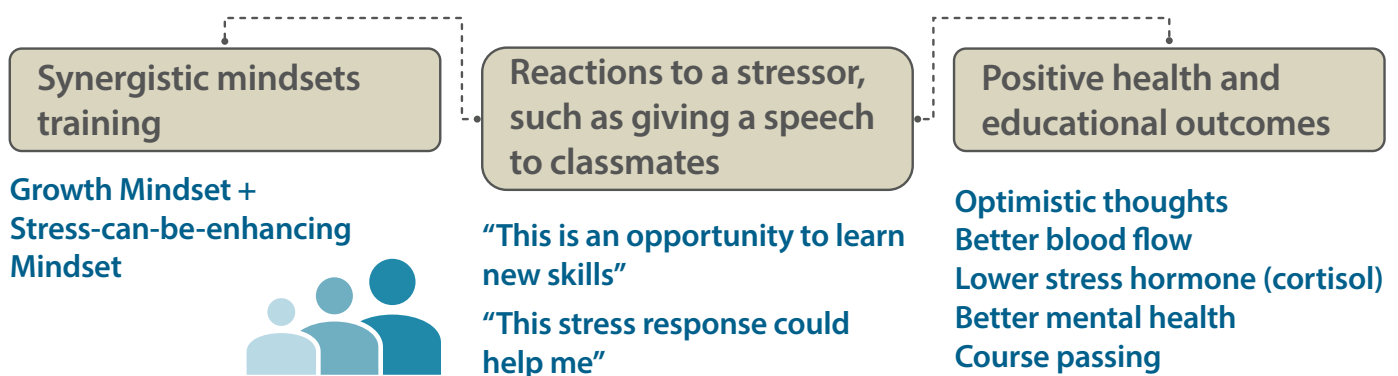 Synergistic mindsets
training
Growth Mindset +
Stress-can-be-enhancing
Mindset
Reactions to a stressor,
such as giving a speech
to classmates
“This is an opportunity to learn
new skills”
“This stress response could
help me”
Positive health and
educational outcomes
Optimistic thoughts
Better blood flow
Lower stress hormone (cortisol)
Better mental health
Course passing